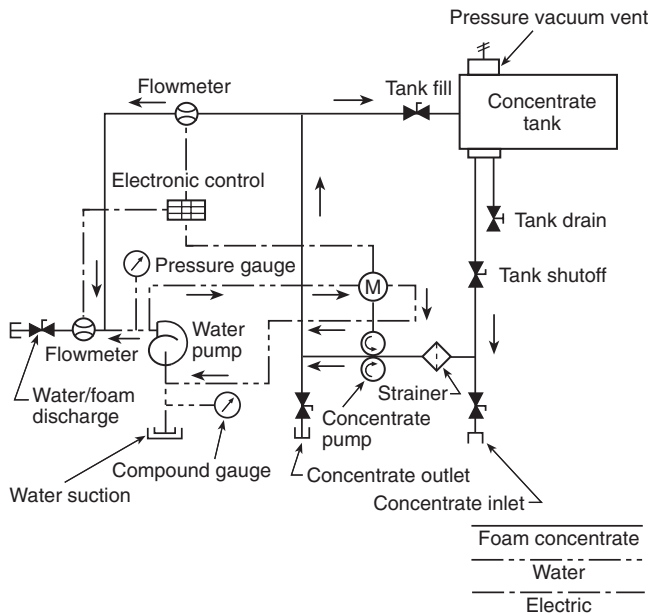 Pressure vacuum vent
Flowmeter
Tank fill
Concentrate
tank
Electronic control
Tank drain
Pressure gauge
Tank shutoff
M
Water
pump
Flowmeter
Strainer
Water/foam
discharge
Concentrate
pump
Compound gauge
Concentrate outlet
Water suction
Concentrate inlet
Foam concentrate
Water
Electric